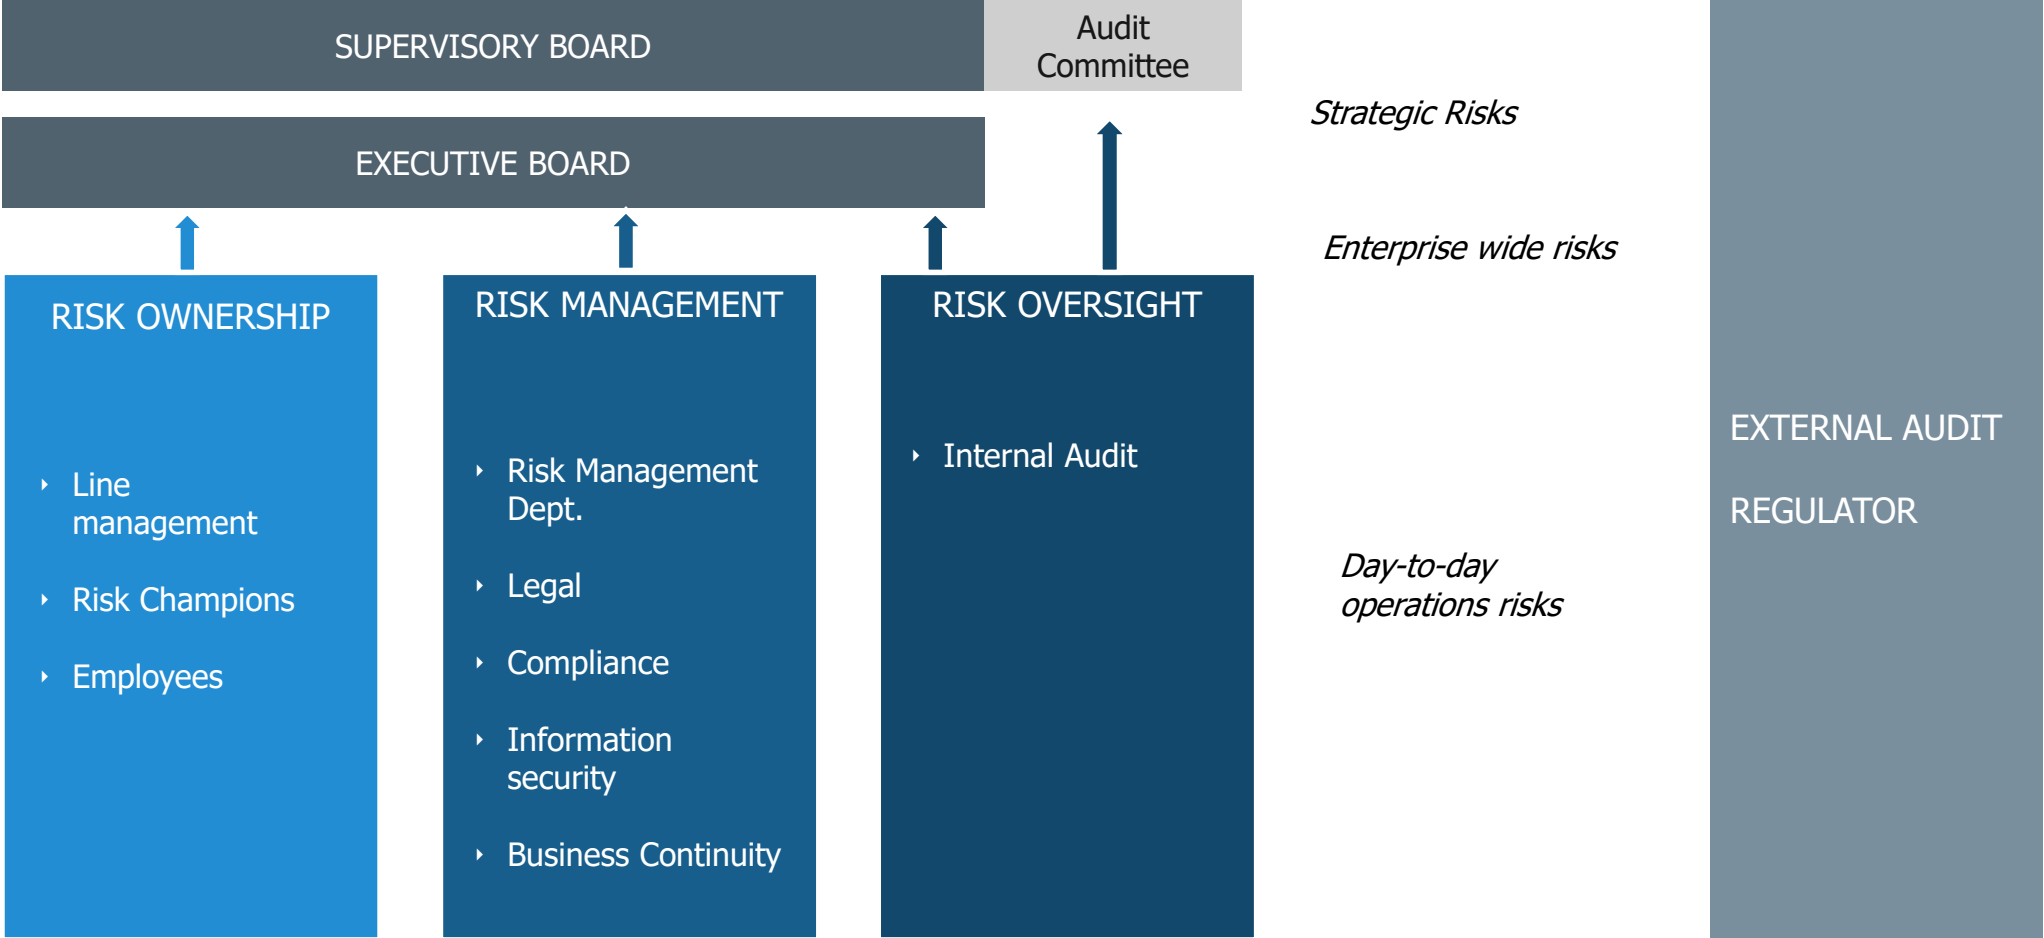 SUPERVISORY BOARD
Audit
Committee
EXECUTIVE BOARD
Strategic Risks
Enterprise wide risks
RISK OWNERSHIP
‣ Line
management
‣ Risk Champions
‣ Employees
RISK MANAGEMENT
‣ Risk Management
Dept.
‣ Legal
‣ Compliance
‣ Information
security
‣ Business Continuity
RISK OVERSIGHT
‣ Internal Audit
Day-to-day
operations risks
EXTERNAL AUDIT
REGULATOR